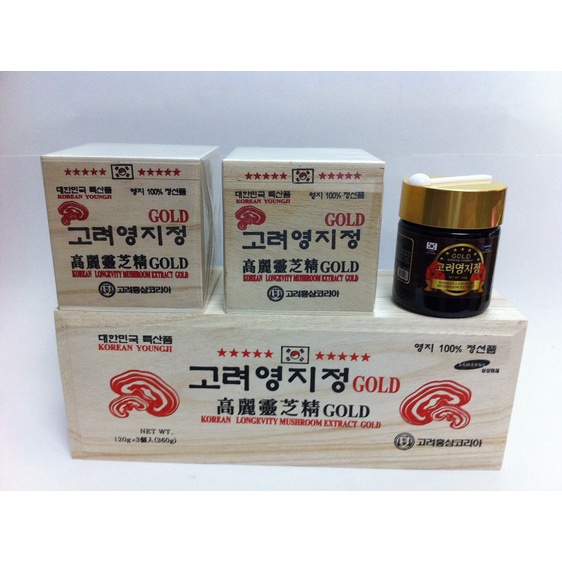 ★★★★★ ★★★★★
대한민국 특산품
KOREAN YOUNGJI
영지 100% 정선품
GOLD
고려영지정
高麗靈芝精GOLD
KOREAN LONGEVITY MUSHROOM EXTRACT GOLD
고려홍삼코리아
★★★★★ ★★★★★
대한민국 특산품
KOREAN YOUNGJI
영지 100% 정선품
GOLD
고려영지정
高麗靈芝精GOLD
KOREAN LONGEVITY MUSHROOM EXTRACT GOLD
고려홍삼코리아
GOLD
고려영지정
대한민국 특산품
KOREAN YOUNGJI
★★★★★ ★★★★★
영지 100% 정선품
고려영지정GOLD
高麗靈芝精GOLD
KOREAN LONGEVITY MUSHROOM EXTRACT GOLD
NET WT.
120g×3個入(360g)
고려홍삼코리아